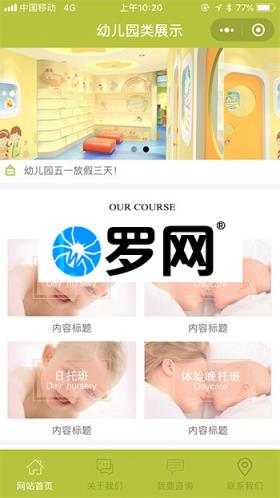 中国移动 4G 上午10:20 77%
幼儿园类展示
幼儿园五一放假三天!
OUR COURSE
罗网®
Day nursery
Daycare
内容标题
内容标题
日托班
体验晚托班
Day nursery
Daycare
内容标题
内容标题
网站首页
关于我们
我要咨询
联系我们